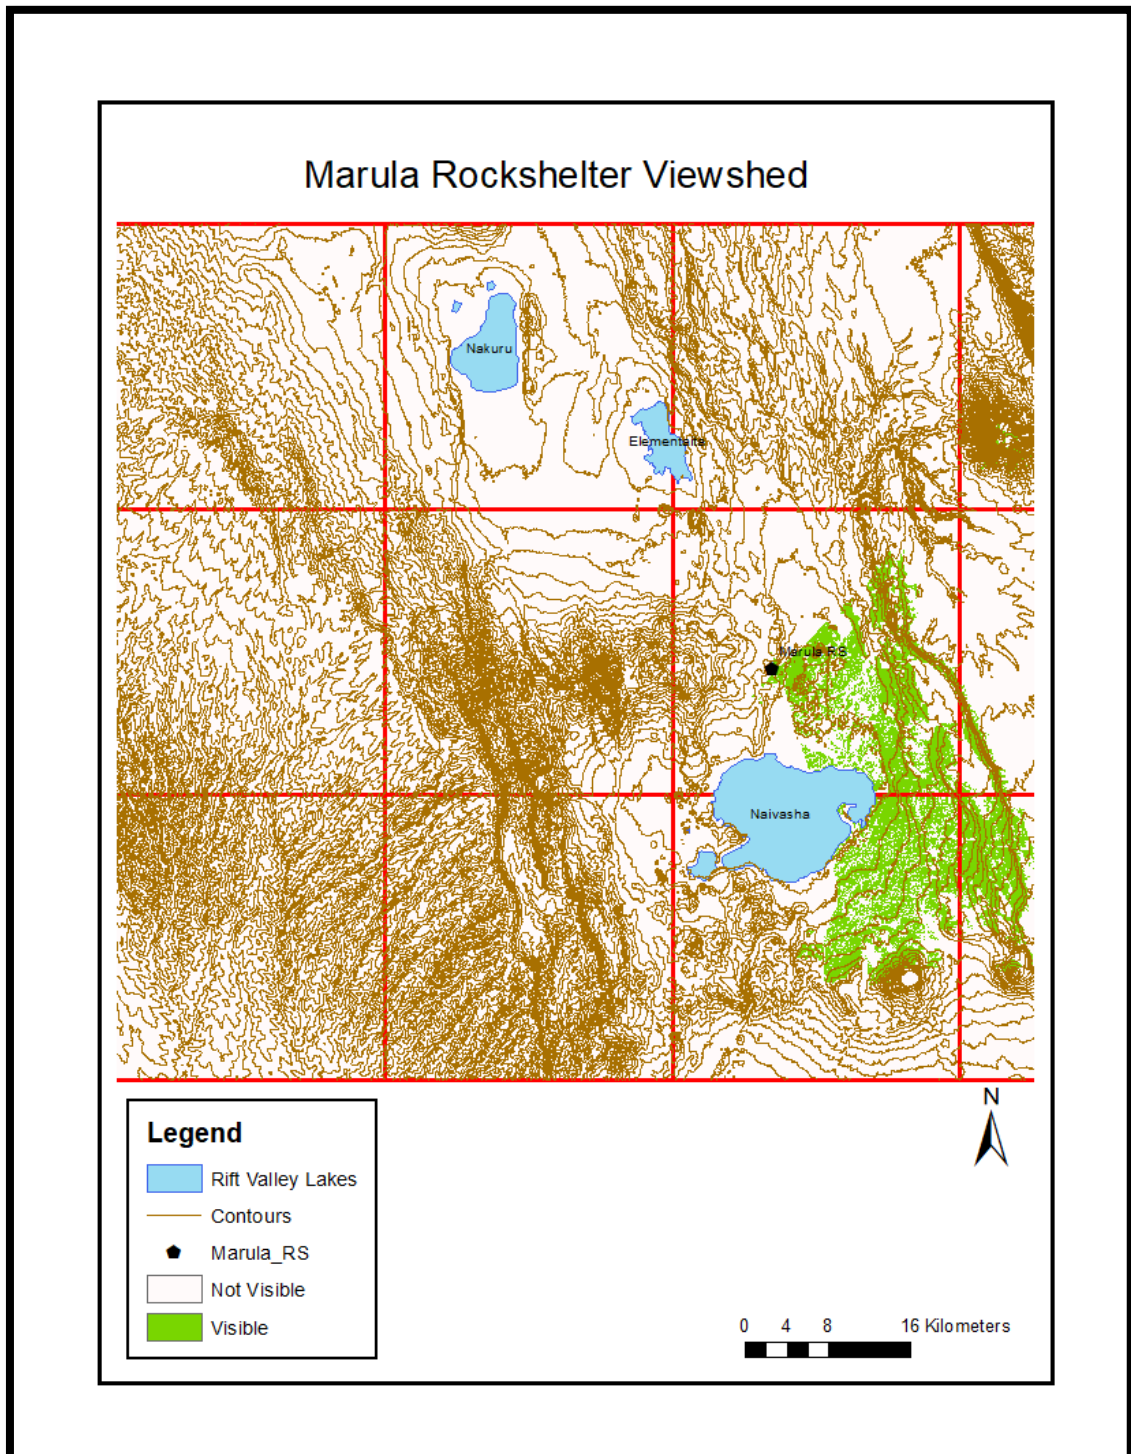 Marula Rockshelter Viewshed
Nakuru
Elementaita
Marula RS
Naivasha
N
Legend
Rift Valley Lakes
Contours
Marula_RS
Not Visible
Visible
0 4 8 16 Kilometers